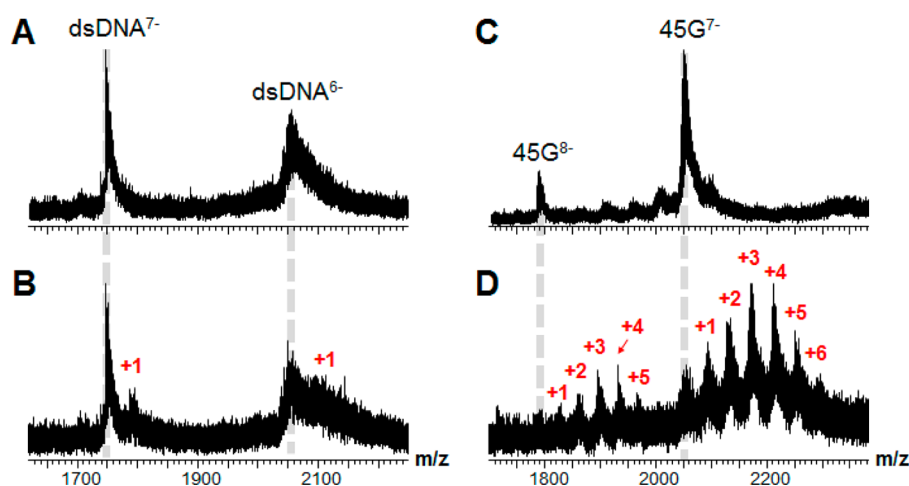 A
dsDNA7-
dsDNA6-
B
+1
+1
1700
1900
2100
m/z
C
45G8-
45G7-
D
+1
+2
+3
+4
+5
+1
+2
+3
+4
+5
+6
1800
2000
2200
m/z